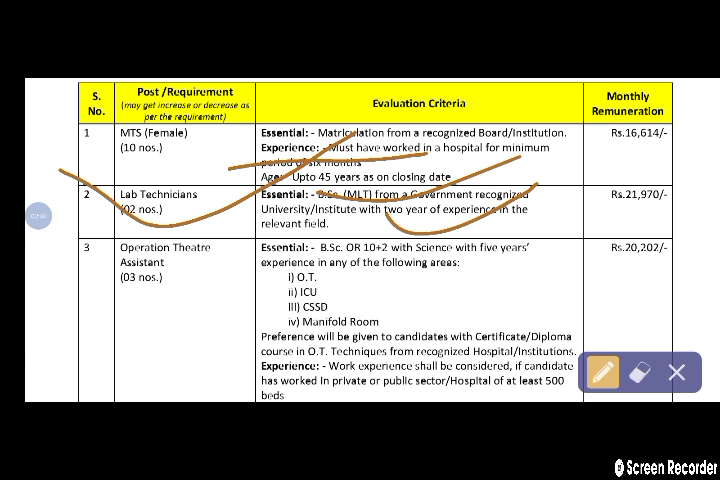 S. No.
Post /Requirement
(may get increase or decrease as per the requirement)
Evaluation Criteria
Monthly Remuneration
1
MTS (Female)
(10 nos.)
Essential: - Matriculation from a recognized Board/Institution.
Experience: - Must have worked in a hospital for minimum
period of six months
Age:- Upto 45 years as on closing date
Rs.16,614/-
2
Lab Technicians
(02 nos.)
Essential: - B.Sc. (MLT) from a Government recognized
University/Institute with two year of experience in the
relevant field.
Rs.21,970/-
3
Operation Theatre
Assistant
(03 nos.)
Essential: - B.Sc. OR 10+2 with Science with five years'
experience in any of the following areas:
i) O.T.
ii) ICU
III) CSSD
iv) Manifold Room
Preference will be given to candidates with Certificate/Diploma
course in O.T. Techniques from recognized Hospital/Institutions.
Experience: - Work experience shall be considered, if candidate
has worked in private or public sector/Hospital of at least 500
beds
Rs.20,202/-
Screen Recorder